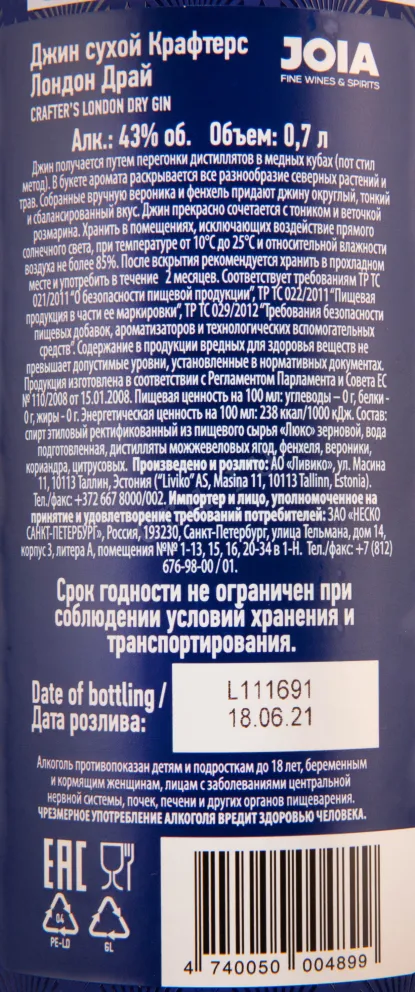 Джин сухой Крафтерс
Лондон Драй
CRAFTER'S LONDON DRY GIN
JOIA
FINE WINES & SPIRITS
Алк.: 43% об. Объем: 0,7 л
Джин получается путем перегонки дистиллятов в медных кубах (пот стил
метод). В букете аромата раскрывается все разнообразие северных растений и
трав. Собранные вручную вероника и фенхель придают джину округлый, тонкий
и сбалансированный вкус. Джин прекрасно сочетается с тоником и веточкой
розмарина. Хранить в помещениях, исключающих воздействие прямого
солнечного света, при температуре от 10°С до 25°С и относительной влажности
воздуха не более 85%. После вскрытия рекомендуется хранить в прохладном
месте и употребить в течение 2 месяцев. Соответствует требованиям ТР ТС
021/2011 "О безопасности пищевой продукции", ТР ТС 022/2011 "Пищевая
продукция в части ее маркировки", ТР ТС 029/2012 "Требования безопасности
пищевых добавок, ароматизаторов и технологических вспомогательных
средств". Содержание в продукции вредных для здоровья веществ не
превышает допустимые уровни, установленные в нормативных документах.
Продукция изготовлена в соответствии с Регламентом Парламента и Совета ЕС
№ 110/2008 от 15.01.2008. Пищевая ценность на 100 мл: углеводы – 0 г, белки -
0 г, жиры - 0 г. Энергетическая ценность на 100 мл: 238 ккал/1000 кДж. Состав:
спирт этиловый ректификованный из пищевого сырья «Люкс» зерновой, вода
подготовленная, дистилляты можжевеловых ягод, фенхеля, вероники,
кориандра, цитрусовых. Произведено и розлито: АО «Ливико», ул. Масина
11, 10113 Таллин, Эстония ("Liviko" AS, Masina 11, 10113 Tallinn, Estonia).
Тел./факс: +372 667 8000/002. Импортер и лицо, уполномоченное на
принятие и удовлетворение требований потребителей: ЗАО «НЕСКО
САНКТ-ПЕТЕРБУРГ», Россия, 193230, Санкт-Петербург, улица Тельмана, дом 14,
корпус 3, литера А, помещения №№ 1-13, 15, 16, 20-34 в 1-Н. Тел./факс: +7 (812)
676-98-00 / 01.
Срок годности не ограничен при
соблюдении условий хранения и
транспортирования.
Date of bottling /
Дата розлива:
L111691
18.06.21
Алкоголь противопоказан детям и подросткам до 18 лет, беременным
и кормящим женщинам, лицам с заболеваниями центральной
нервной системы, почек, печени и других органов пищеварения.
ЧРЕЗМЕРНОЕ УПОТРЕБЛЕНИЕ АЛКОГОЛЯ ВРЕДИТ ЗДОРОВЬЮ ЧЕЛОВЕКА.
EAC
04
PE-LD
GL
4 740050 004899